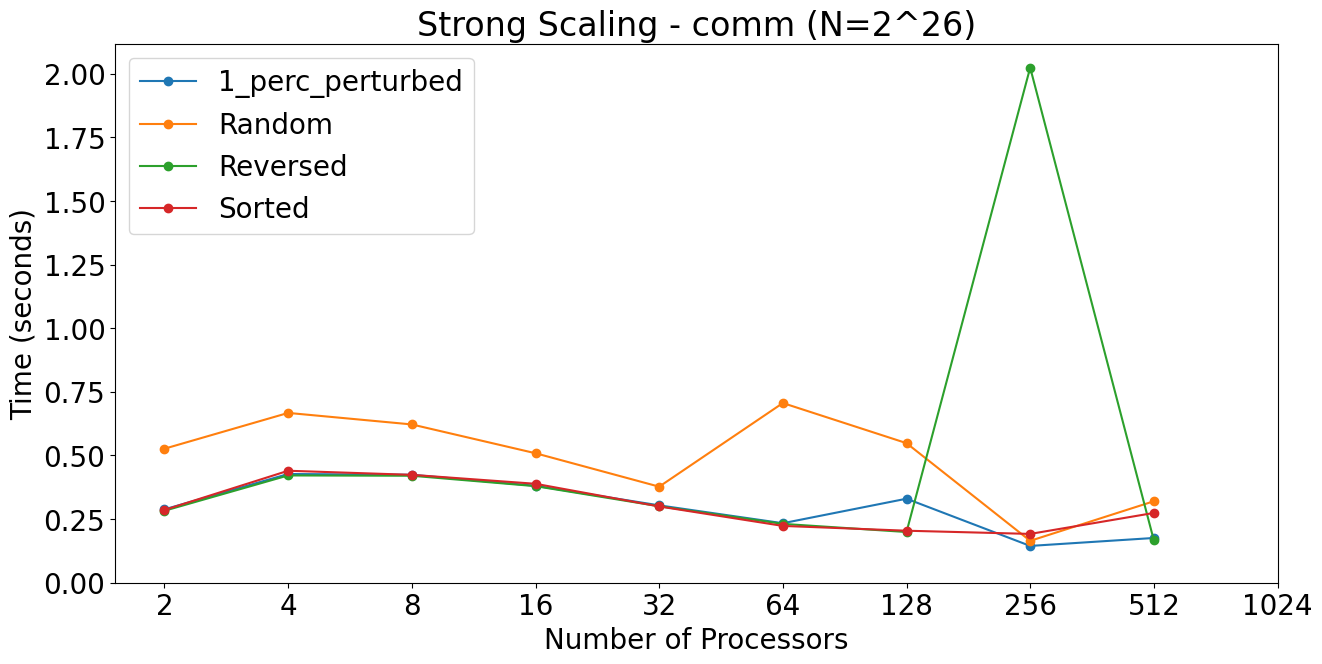 Strong Scaling - comm (N=2^26)
2.00
1.75
1.50
1.25
1.00
0.75
0.50
0.25
0.00
Time (seconds)
1_perc_perturbed
Random
Reversed
Sorted
2 4 8 16 32 64 128 256 512 1024
Number of Processors